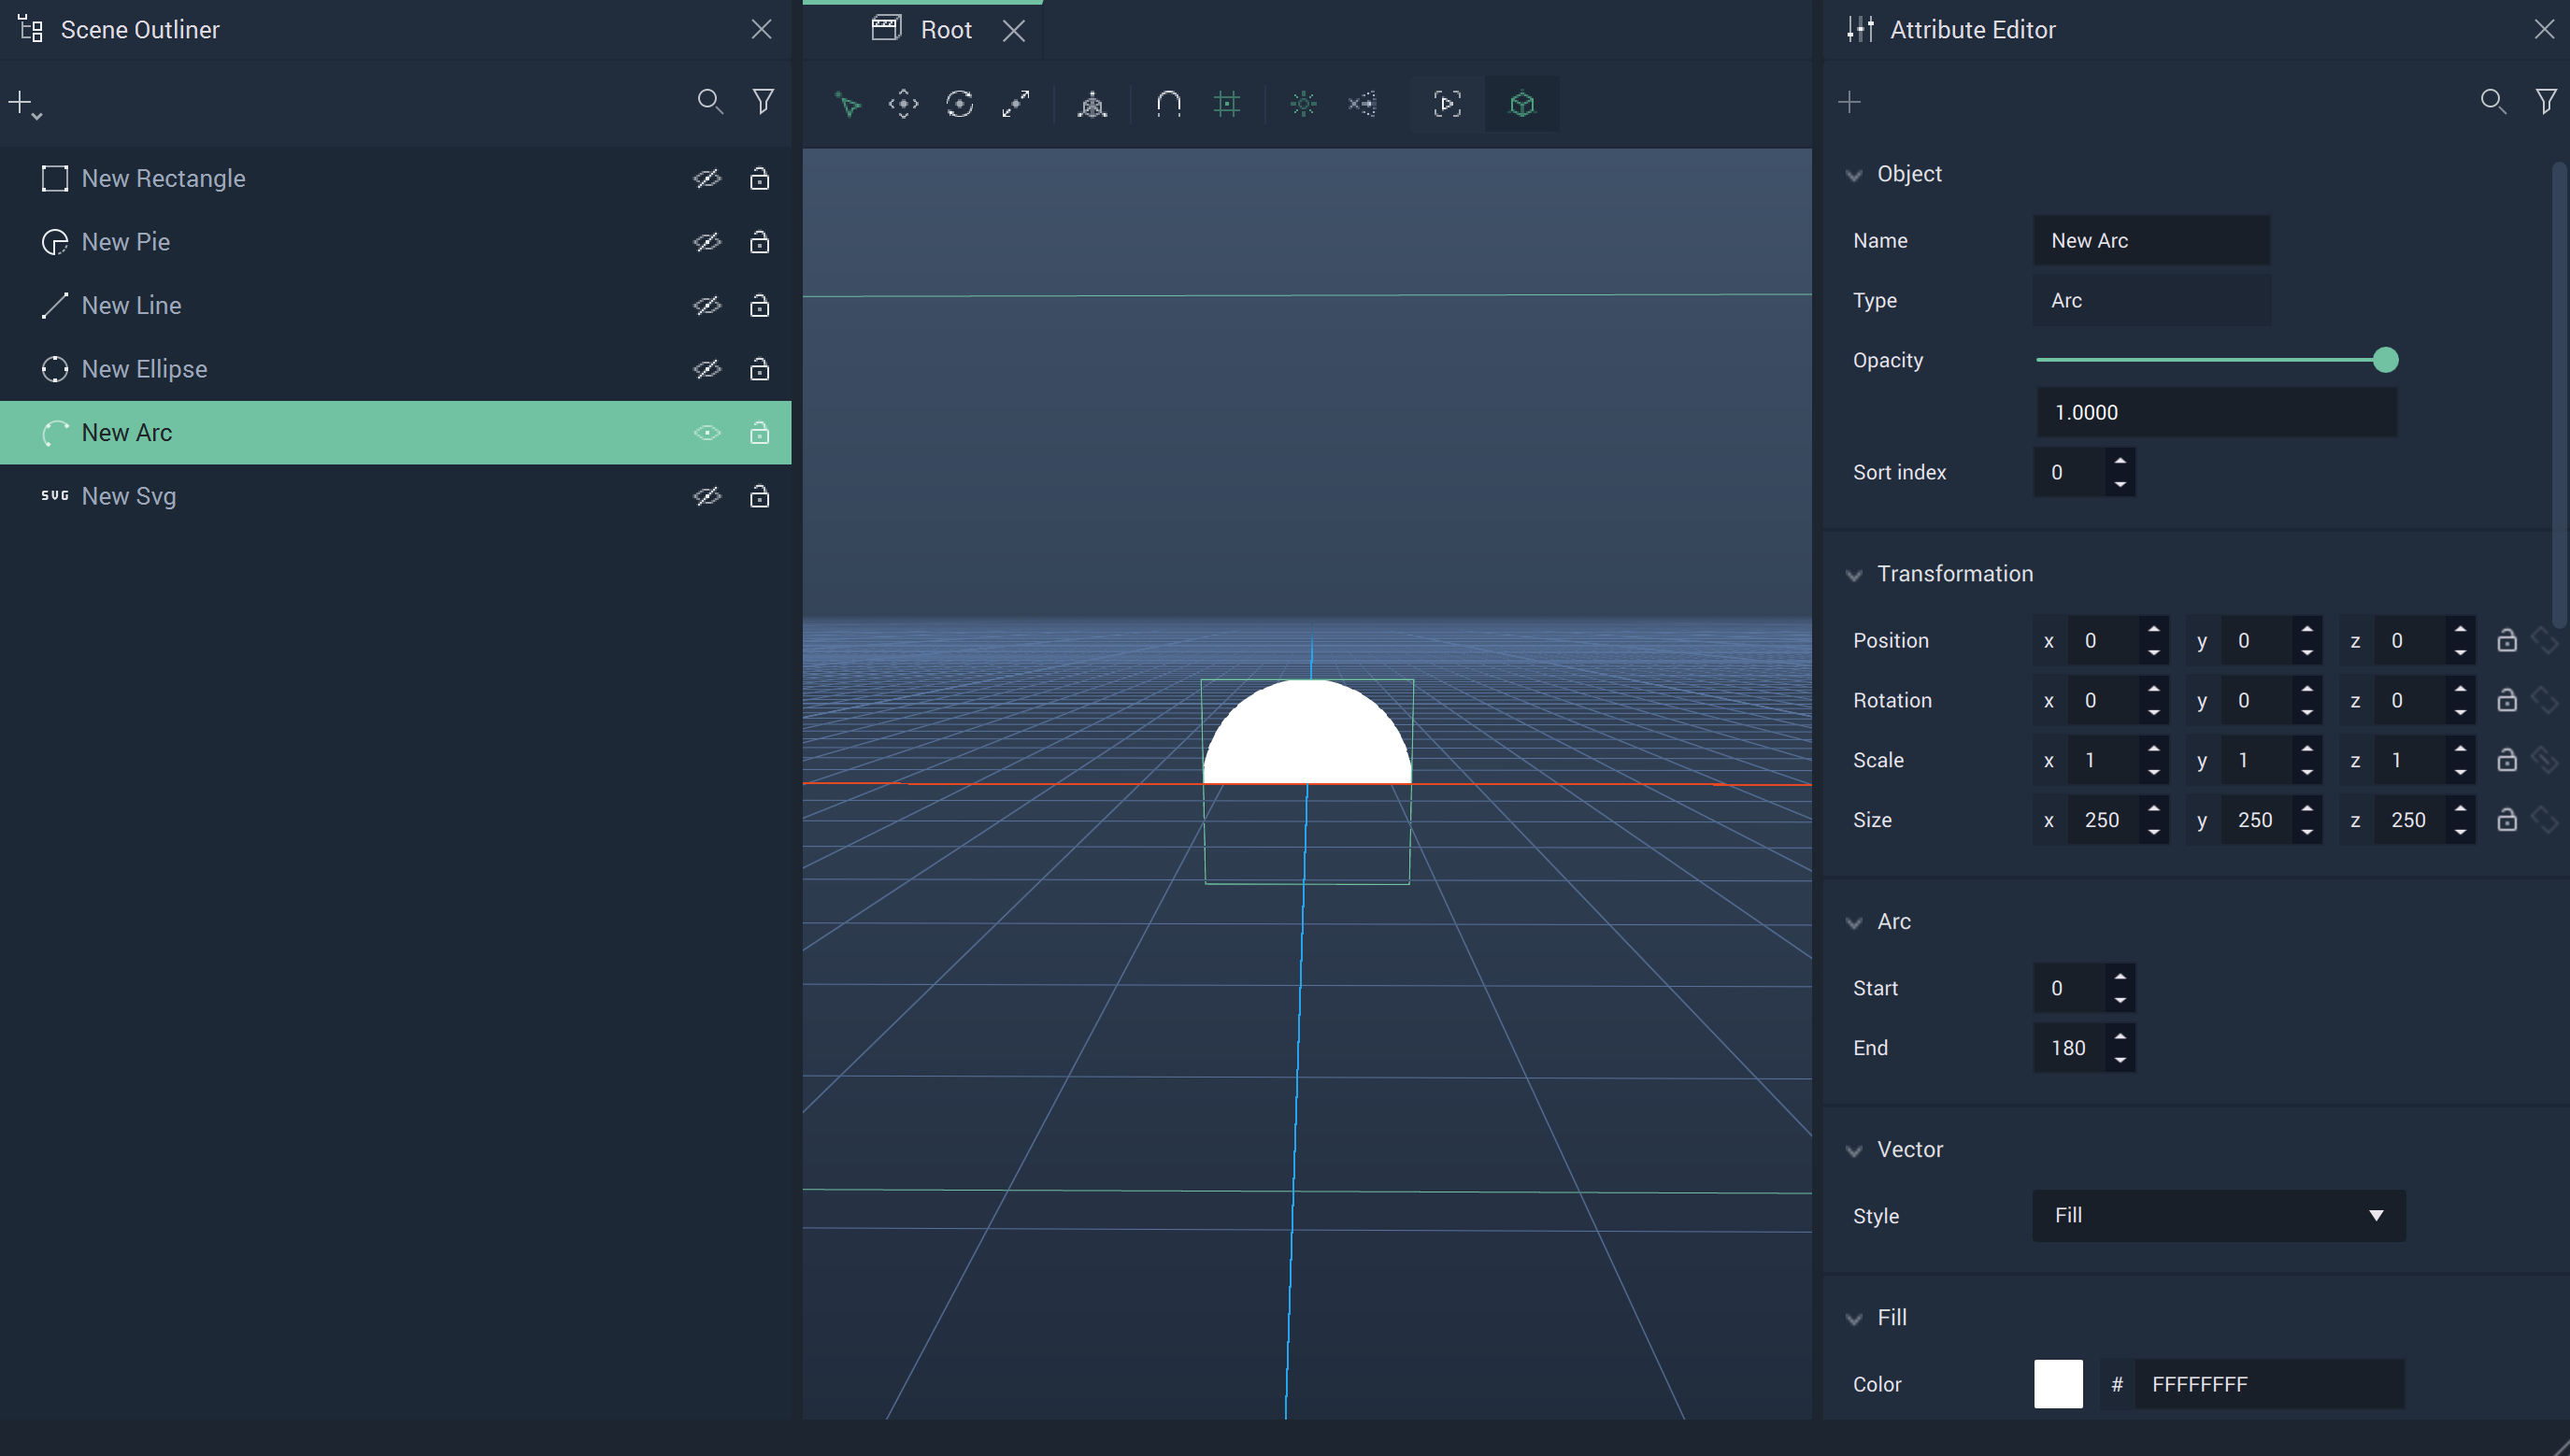 Scene Outliner
New Rectangle
New Pie
New Line
New Ellipse
New Arc
SVG New Svg
Root
Attribute Editor
Object
Name New Arc
Type Arc
Opacity
1.0000
Sort index 0
Transformation
Position x 0 y 0 z 0
Rotation x 0 y 0 z 0
Scale x 1 y 1 z 1
Size x 250 y 250 z 250
Arc
Start 0
End 180
Vector
Style Fill
Fill
Color # FFFFFFFF